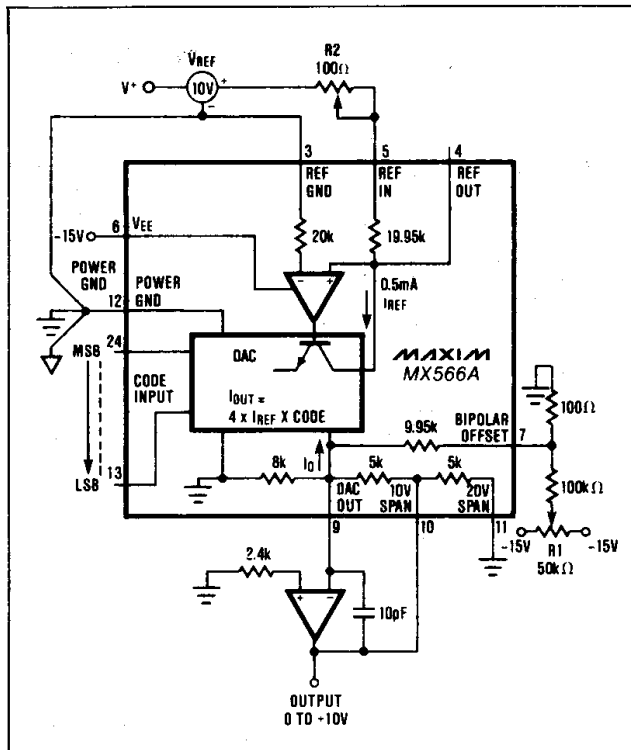 R2
100Ω
VREF
V+
10V
+
-
3
5
4
REF
GND
REF
IN
REF
OUT
6
VEE
-15V
20k
19.95k
POWER
GND
12
POWER
GND
-
+
0.5mA
IREF
24
MSB
DAC
MAXIM
MX566A
CODE
INPUT
IOUT =
4 x IREF X CODE
100Ω
BIPOLAR
OFFSET
7
9.95k
IO
8k
5k
5k
100kΩ
13
LSB
DAC
OUT
10V
SPAN
20V
SPAN
9
10
11
-15V
R1
50kΩ
-15V
2.4k
+
-
10pF
OUTPUT
0 TO +10V